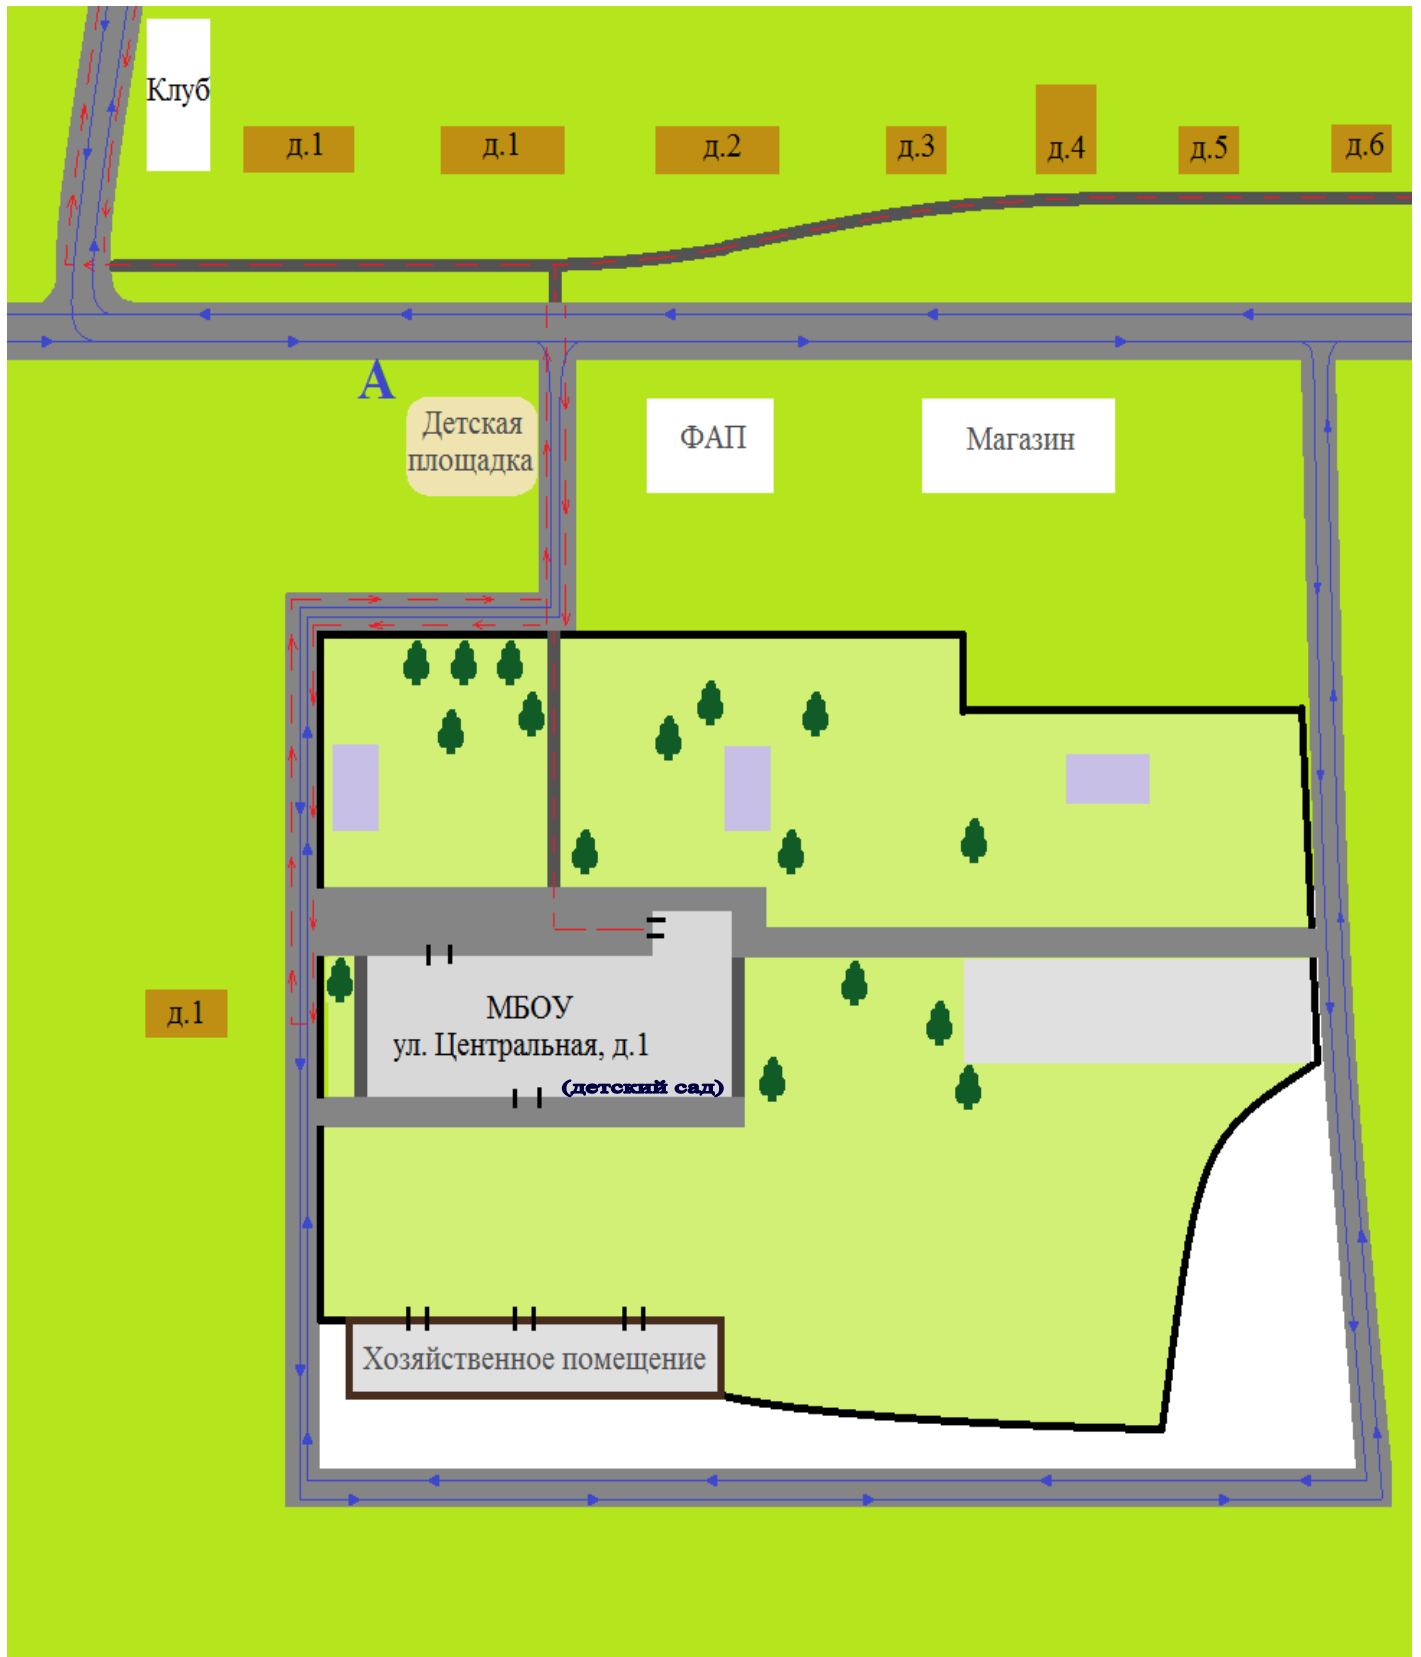 Клуб
д.1
д.1
д.2
д.3
д.4
д.5
д.6
А
Детская
площадка
ФАП
Магазин
д.1
МБОУ
ул. Центральная, д.1
(детский сад)
Хозяйственное помещение